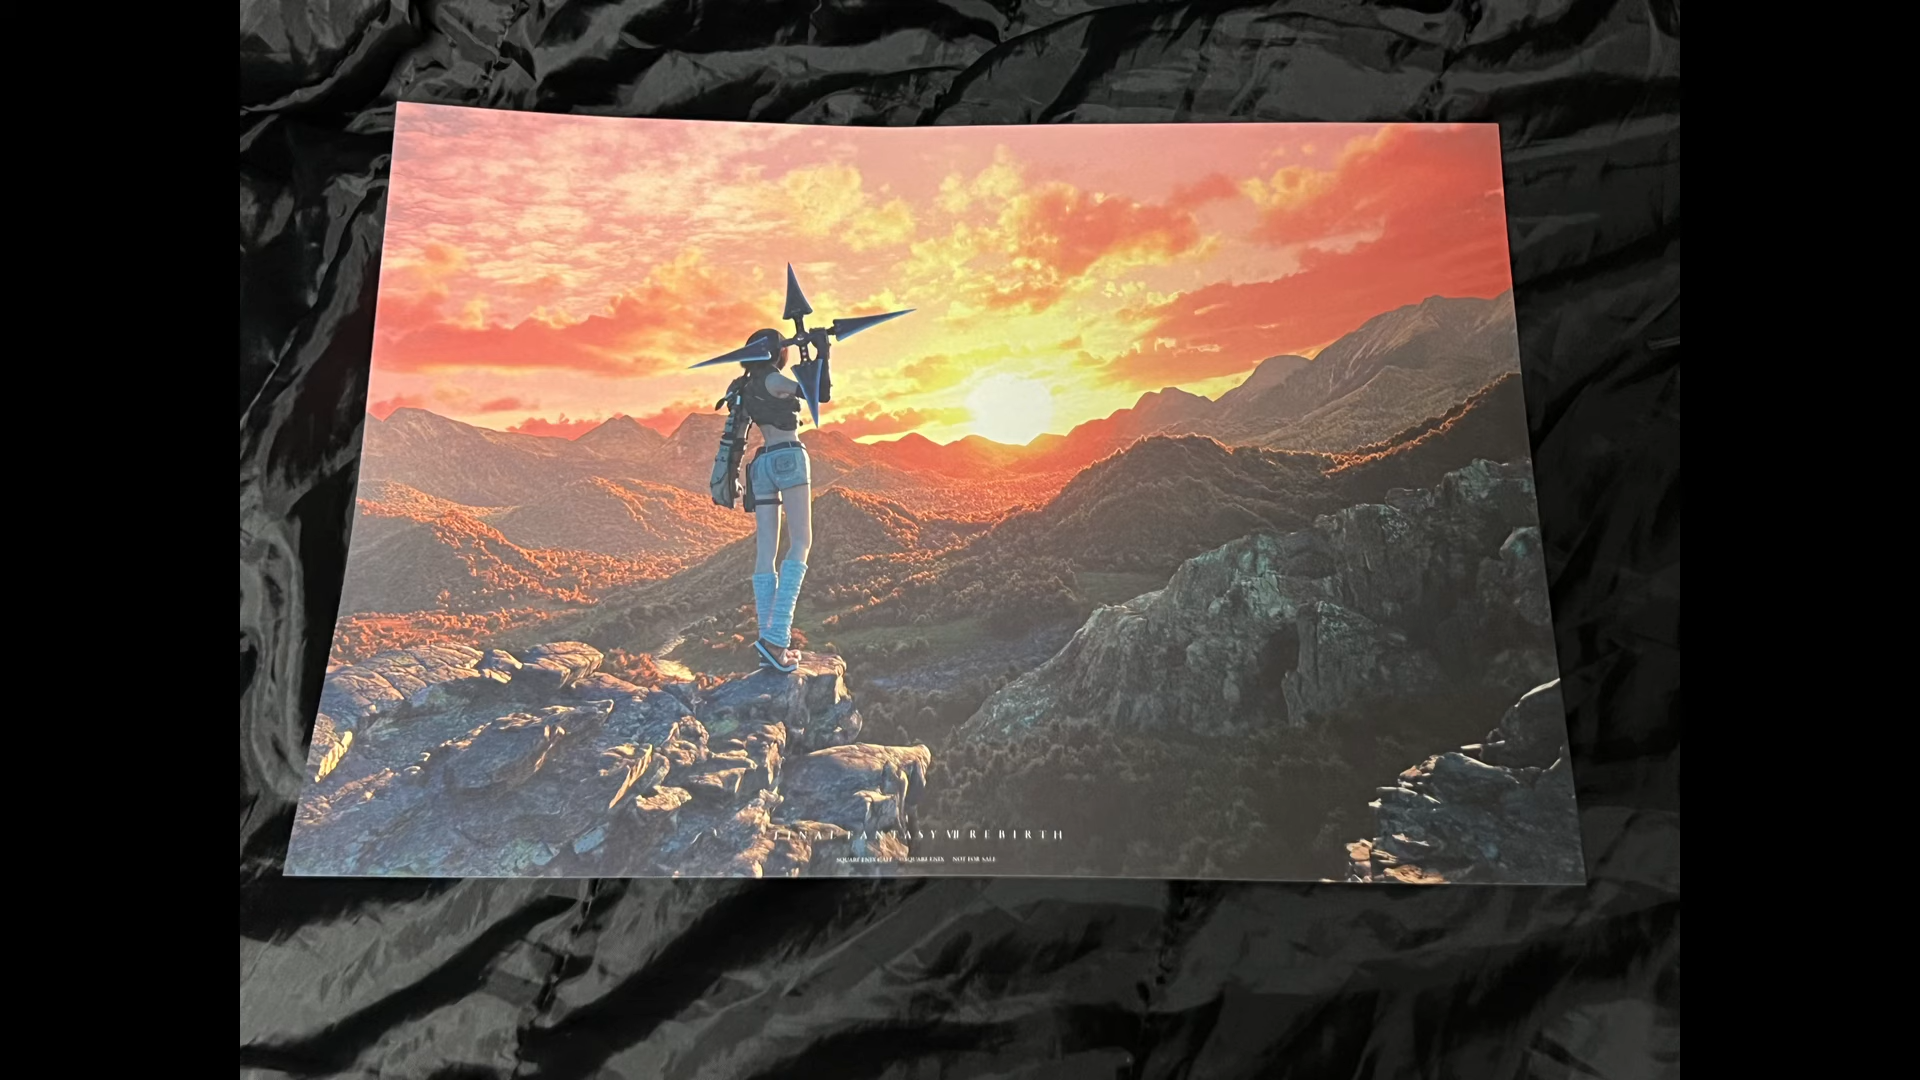 FINAL FANTASY VII REBIRTH
SQUARE ENIX CAFE © SQUARE ENIX NOT FOR SALE